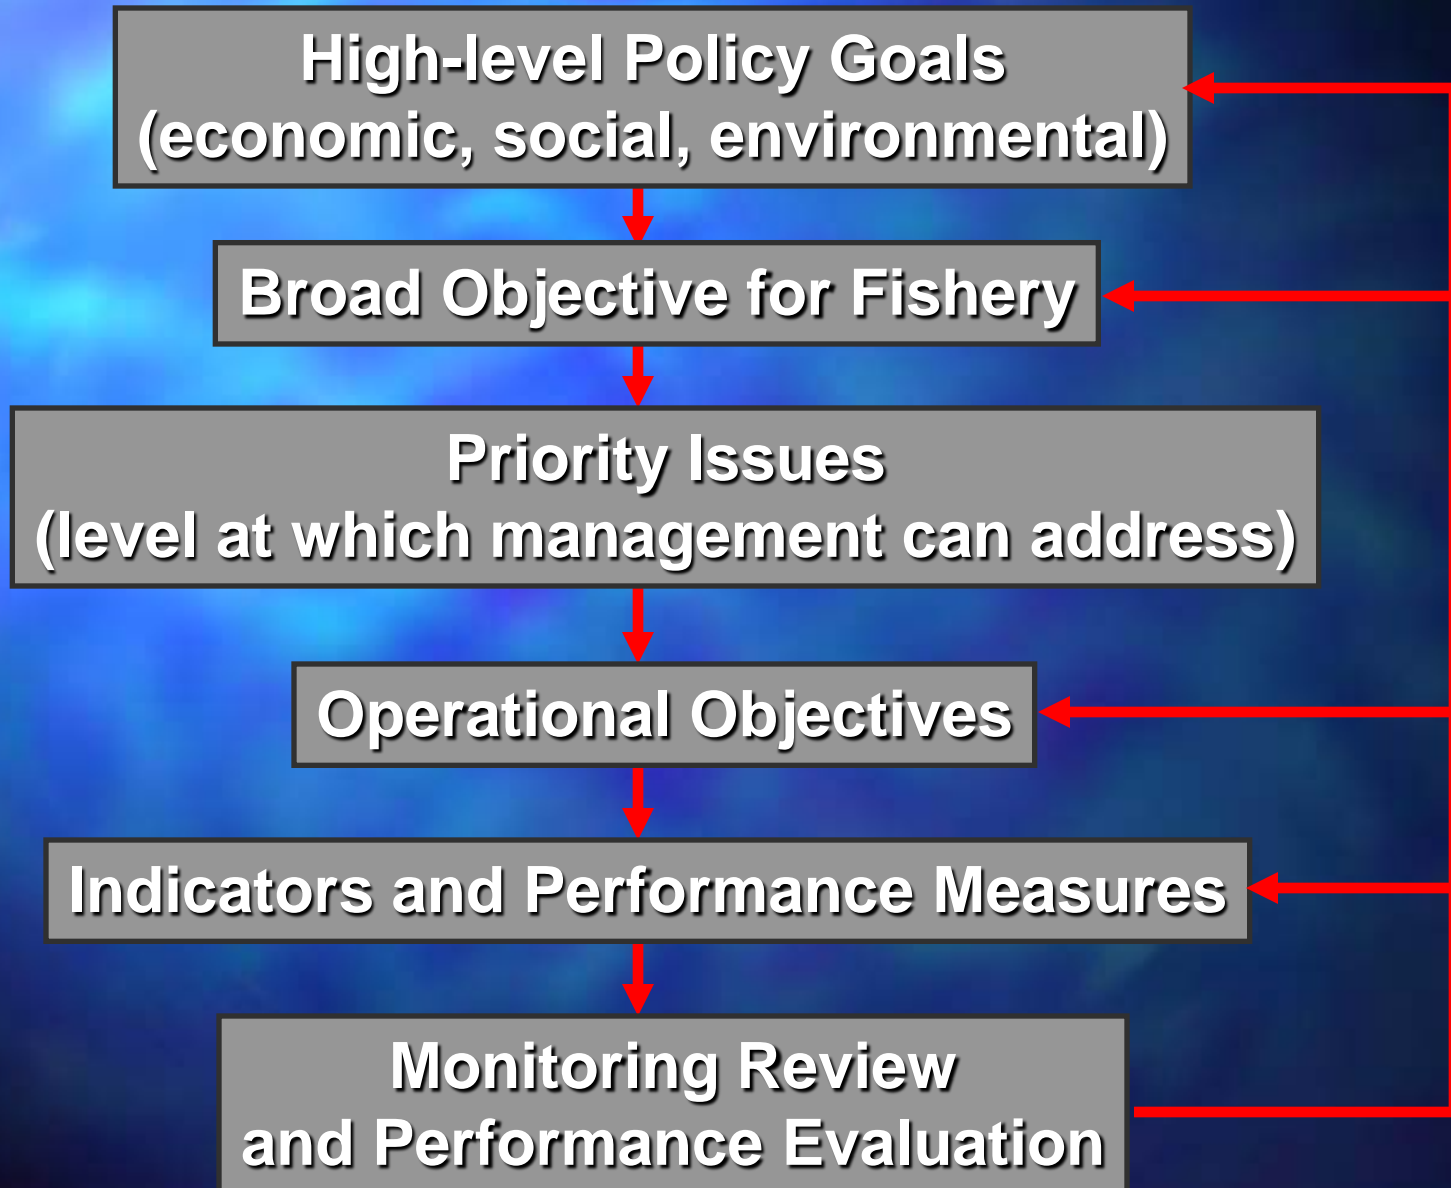 High-level Policy Goals
(economic, social, environmental)
Broad Objective for Fishery
Priority Issues
(level at which management can address)
Operational Objectives
Indicators and Performance Measures
Monitoring Review
and Performance Evaluation